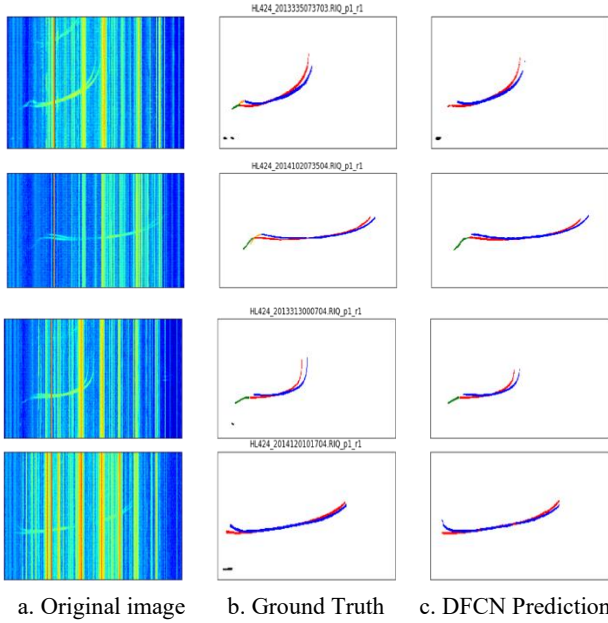 HL424_2013335073703.RIQ_p1_r1
HL424_2014102073504.RIQ_p1_r1
HL424_2013313000704.RIQ_p1_r1
HL424_2014120101704.RIQ_p1_r1
a. Original image b. Ground Truth c. DFCN Prediction